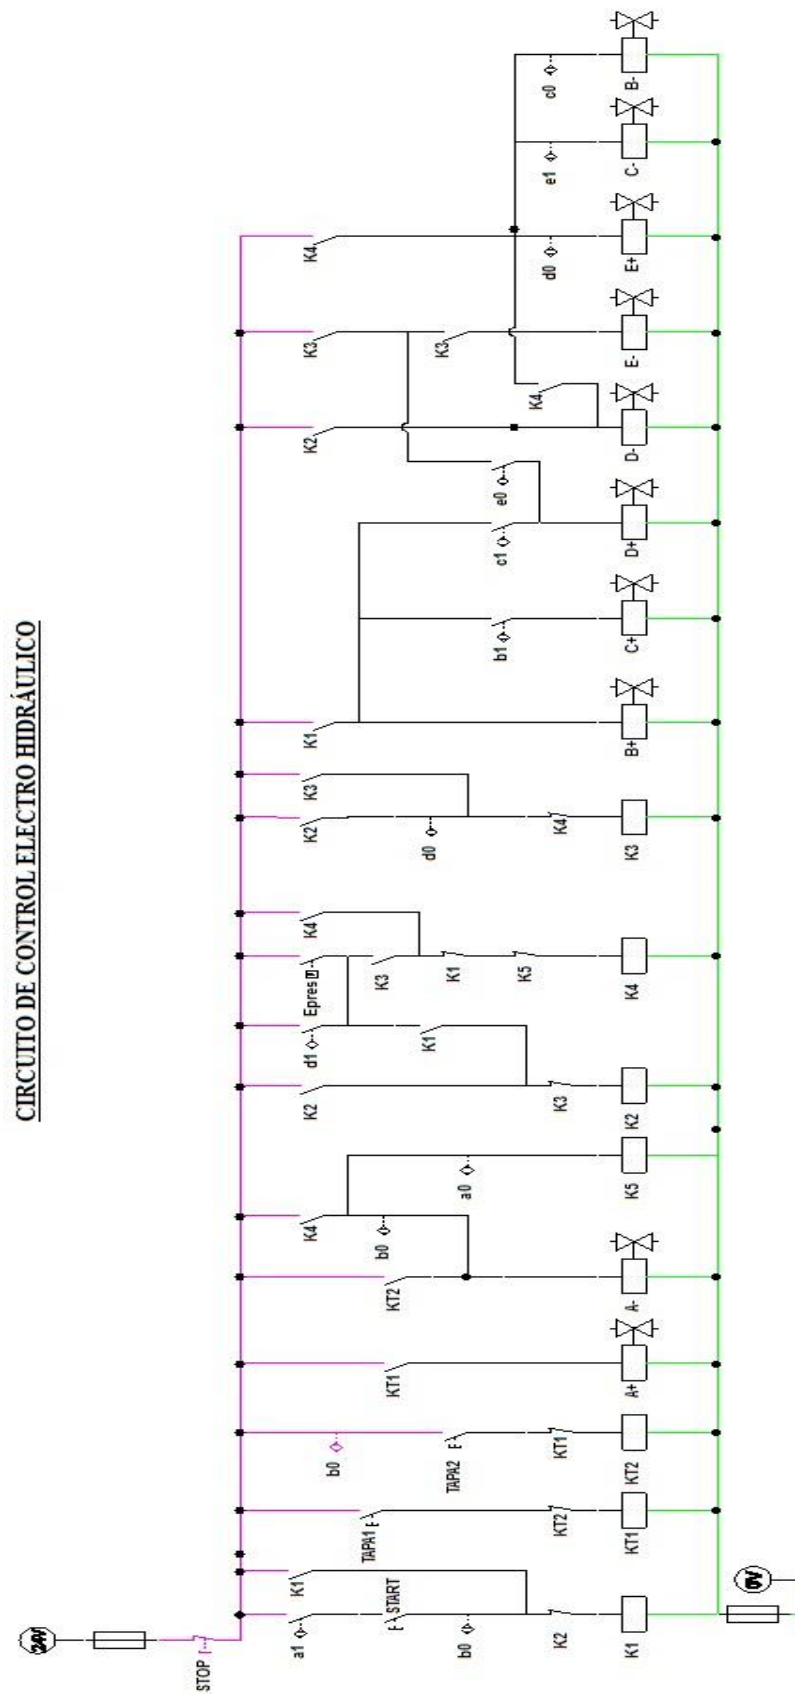 CIRCUITO DE CONTROL ELECTRO HIDRÁULICO
24V
STOP
a1
START
b0
K2
K1
K1
0V
TAPA1
KT2
KT1
b0
TAPA2
KT1
KT2
KT1
A+
KT2
A-
K4
b0
a0
K5
K2
K3
K2
d1
K1
Epres
K3
K1
K5
K4
K4
K2
d0
K4
K3
K3
K1
B+
b1
C+
c1
D+
e0
K2
D-
K4
K3
K3
E-
K4
d0
E+
e1
C-
c0
B-